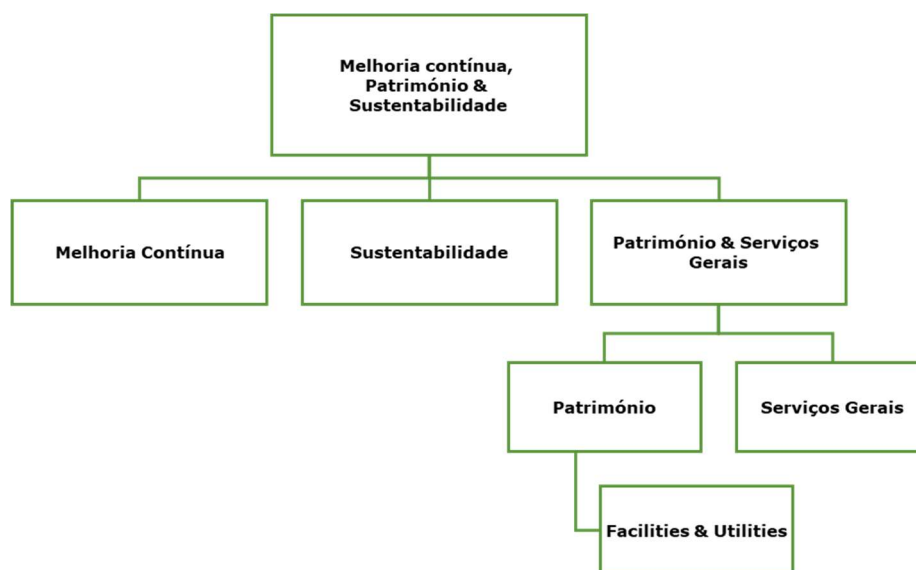 Melhoria contínua,
Património &
Sustentabilidade
Melhoria Contínua
Sustentabilidade
Património & Serviços
Gerais
Património
Serviços Gerais
Facilities & Utilities